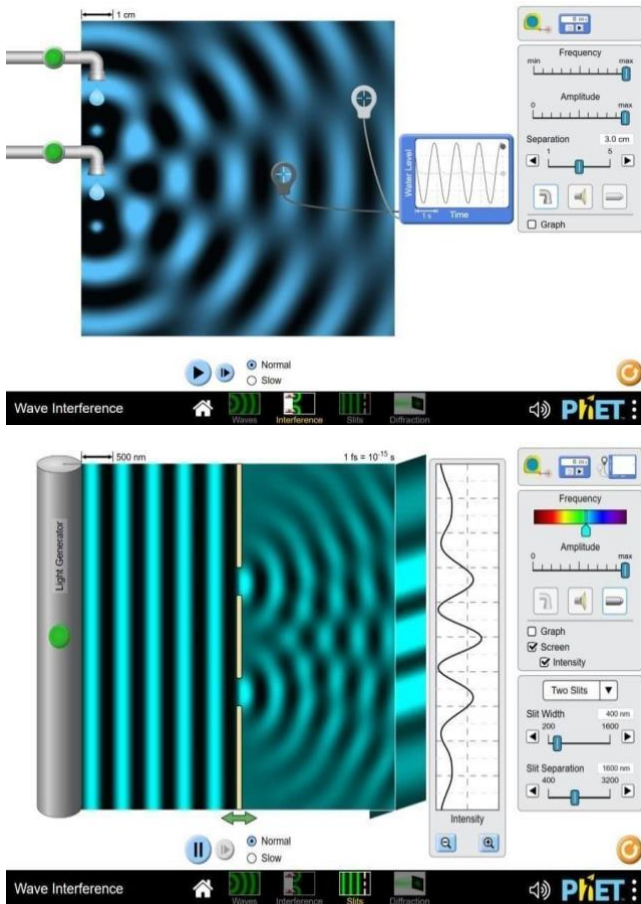 1 cm
6 m
Frequency
min max
Amplitude
0 max
Separation 3.0 cm
1 5
Graph
Water Level
1 s Time
Normal
Slow
Wave Interference
Waves Interference Slits Diffraction
PhET
500 nm 1 fs = 10⁻¹⁵ s
Light Generator
6 m
Frequency
Amplitude
0 max
Graph
Screen
Intensity
Two Slits
Slit Width 400 nm
200 1600
Slit Separation 1600 nm
400 3200
Intensity
Normal
Slow
Wave Interference
Waves Interference Slits Diffraction
PhET